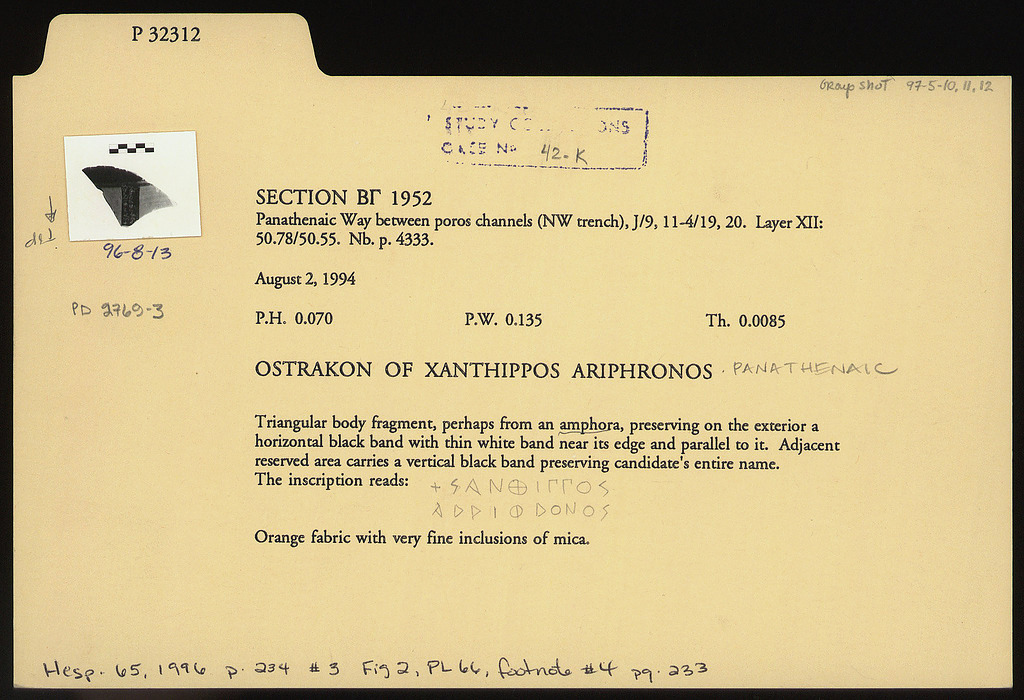 P 32312
Group shot 97-5-10, 11, 12
STUDY
CASE No 42-K
SECTION ΒΓ 1952
Panathenaic Way between poros channels (NW trench), J/9, 11-4/19, 20. Layer XII:
50.78/50.55. Nb. p. 4333.
96-8-13
August 2, 1994
PD 2769-3
P.H. 0.070 P.W. 0.135 Th. 0.0085
OSTRAKON OF XANTHIPPOS ARIPHRONOS · PANATHENAIC
Triangular body fragment, perhaps from an amphora, preserving on the exterior a
horizontal black band with thin white band near its edge and parallel to it. Adjacent
reserved area carries a vertical black band preserving candidate's entire name.
The inscription reads: +ϟΑΝ⊕ΙΠΠΟϟ
ΑΡΡΙΦΡΟΝΟϟ
Orange fabric with very fine inclusions of mica.
Hesp. 65, 1996 p. 234 #3 Fig 2, PL 66, footnote #4 pg. 233